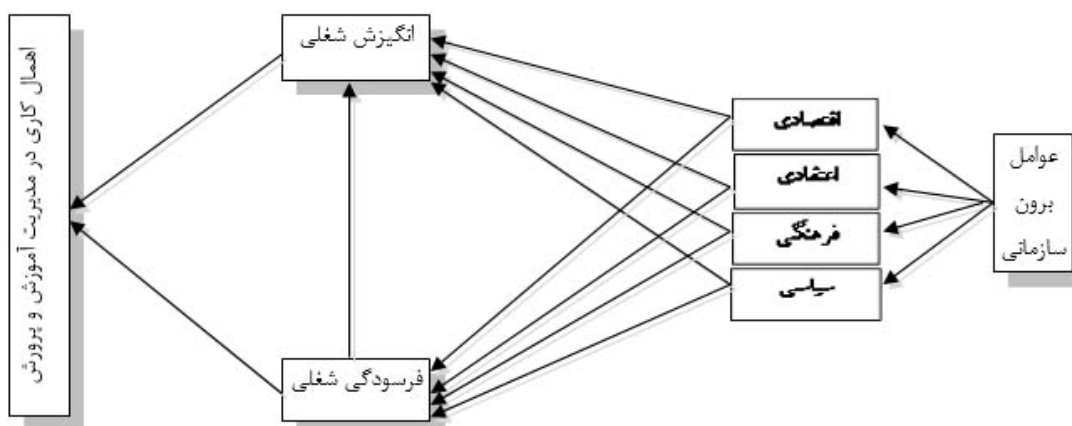 عوامل
برون
سازمانی
اقتصادی
اعتقادی
فرهنگی
سیاسی
انگیزش شغلی
فرسودگی شغلی
اهمال کاری در مدیریت آموزش و پرورش